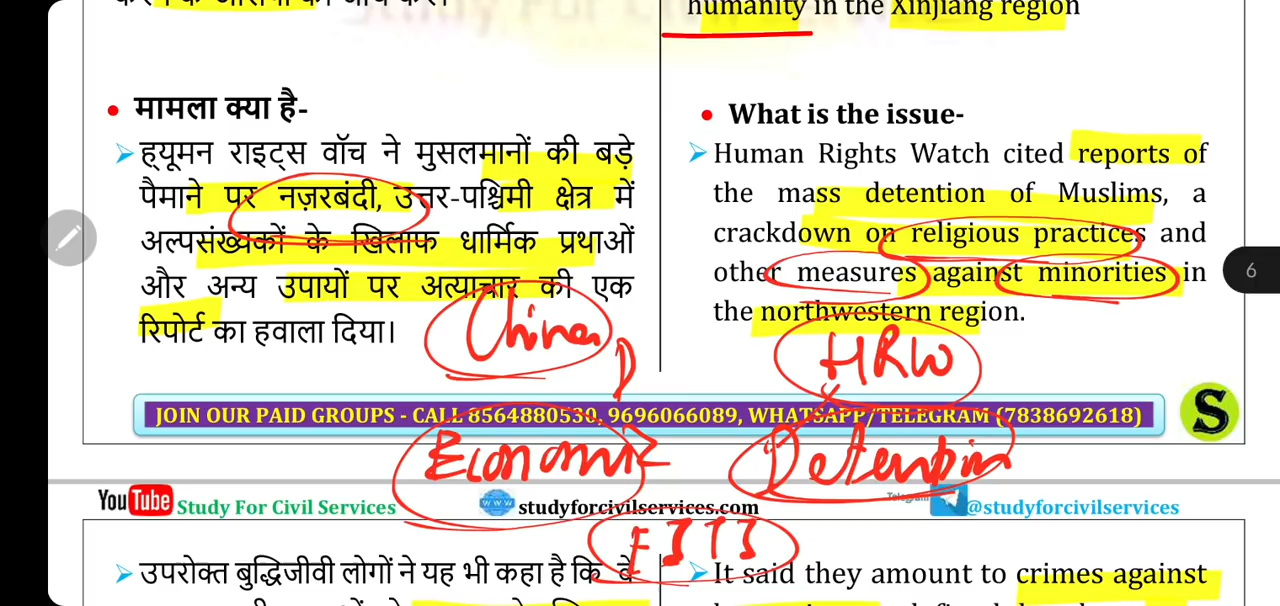 humanity in the Xinjiang region
• मामला क्या है-
ह्यूमन राइट्स वॉच ने मुसलमानों की बड़े
पैमाने पर नज़रबंदी, उत्तर-पश्चिमी क्षेत्र में
अल्पसंख्यकों के खिलाफ धार्मिक प्रथाओं
और अन्य उपायों पर अत्याचार की एक
रिपोर्ट का हवाला दिया।
• What is the issue-
Human Rights Watch cited reports of
the mass detention of Muslims, a
crackdown on religious practices and
other measures against minorities in
the northwestern region.
China
HRW
6
JOIN OUR PAID GROUPS - CALL 8564880530, 9696066089, WHATSAPP/TELEGRAM (7838692618)
S
Economic
Detention
YouTube Study For Civil Services
www studyforcivilservices.com
Telegram @studyforcivilservices
उपरोक्त बुद्धिजीवी लोगों ने यह भी कहा है कि वे
It said they amount to crimes against